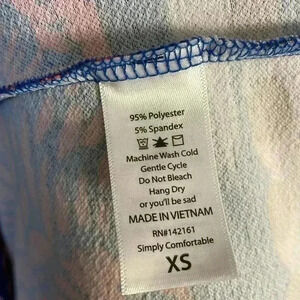 95% Polyester
5% Spandex
Machine Wash Cold
Gentle Cycle
Do Not Bleach
Hang Dry
or you'll be sad
MADE IN VIETNAM
RN#142161
Simply Comfortable
XS